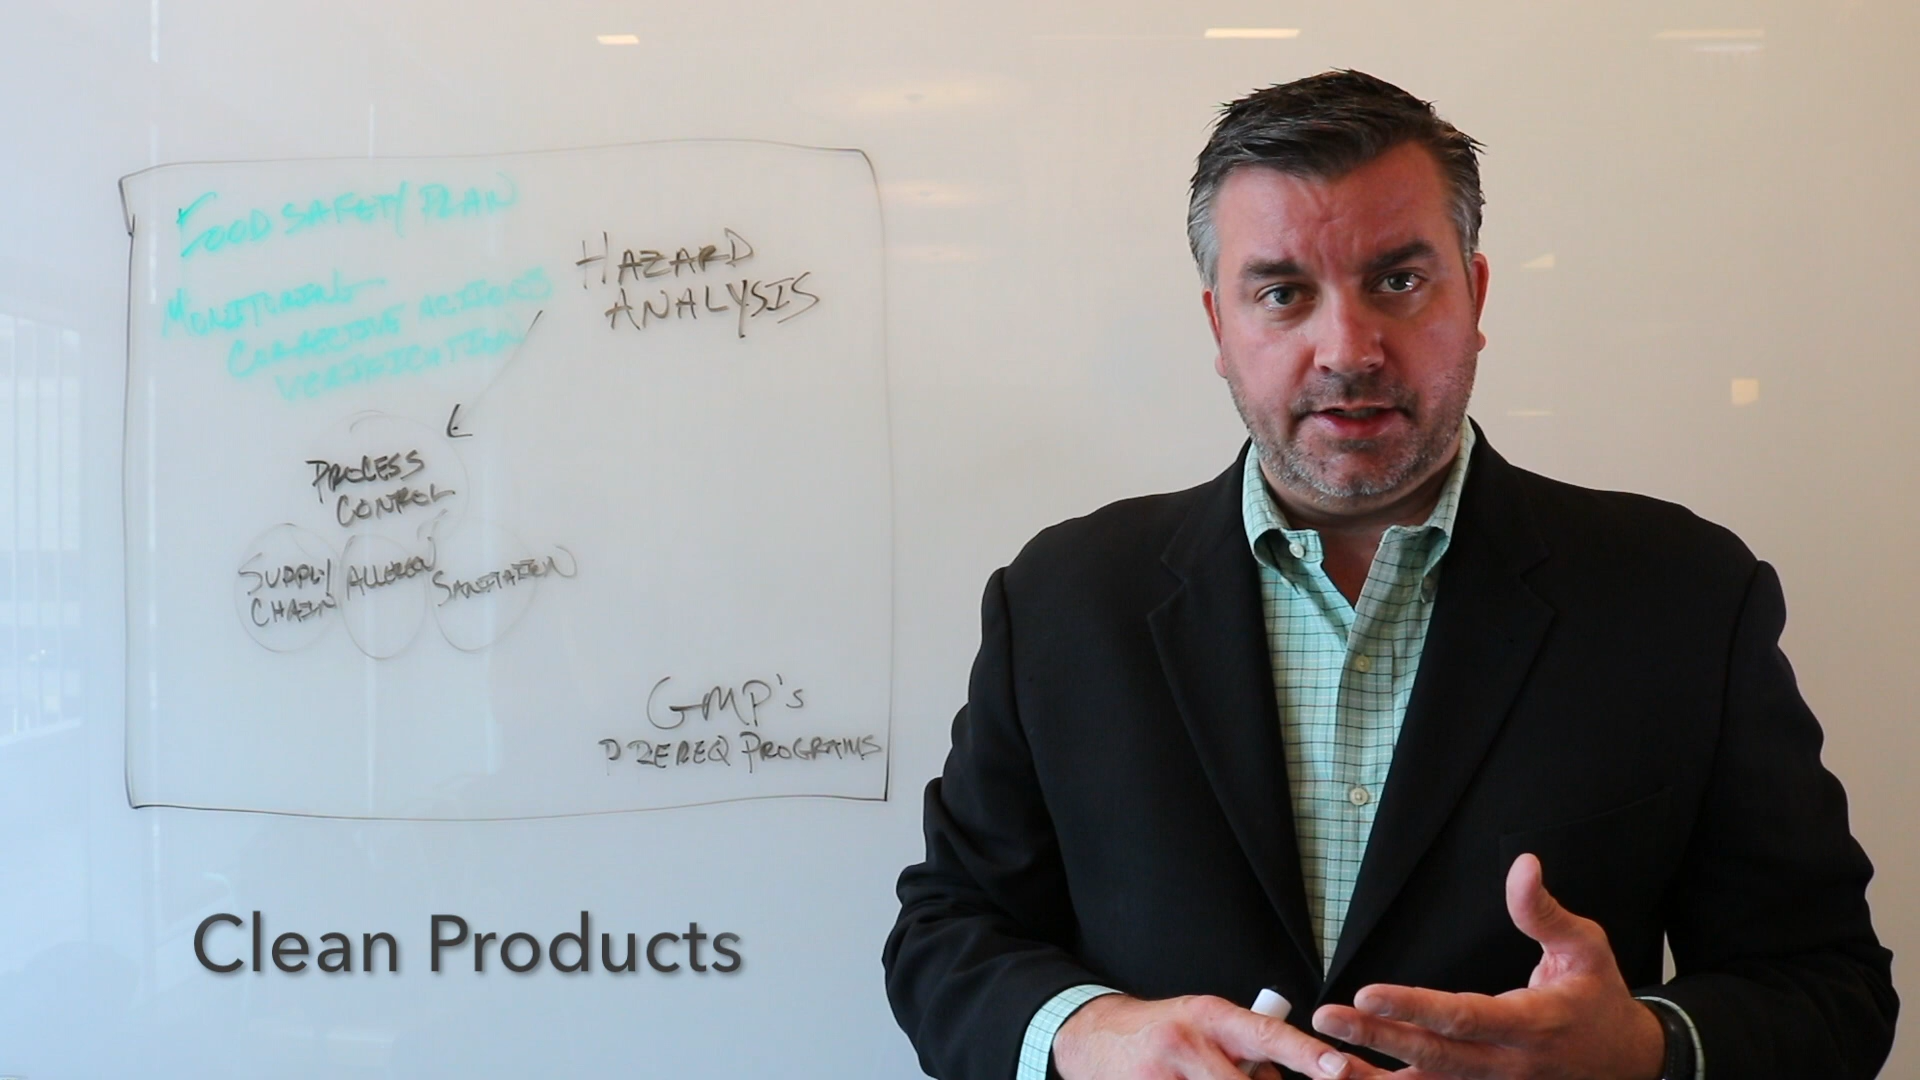 FOOD SAFETY PLAN
MONITORING
CORRECTIVE ACTIONS
VERIFICATION
HAZARD
ANALYSIS
PROCESS
CONTROL
SUPPLY
CHAIN
ALLERGEN
SANITATION
GMP's
PREREQ PROGRAMS
Clean Products